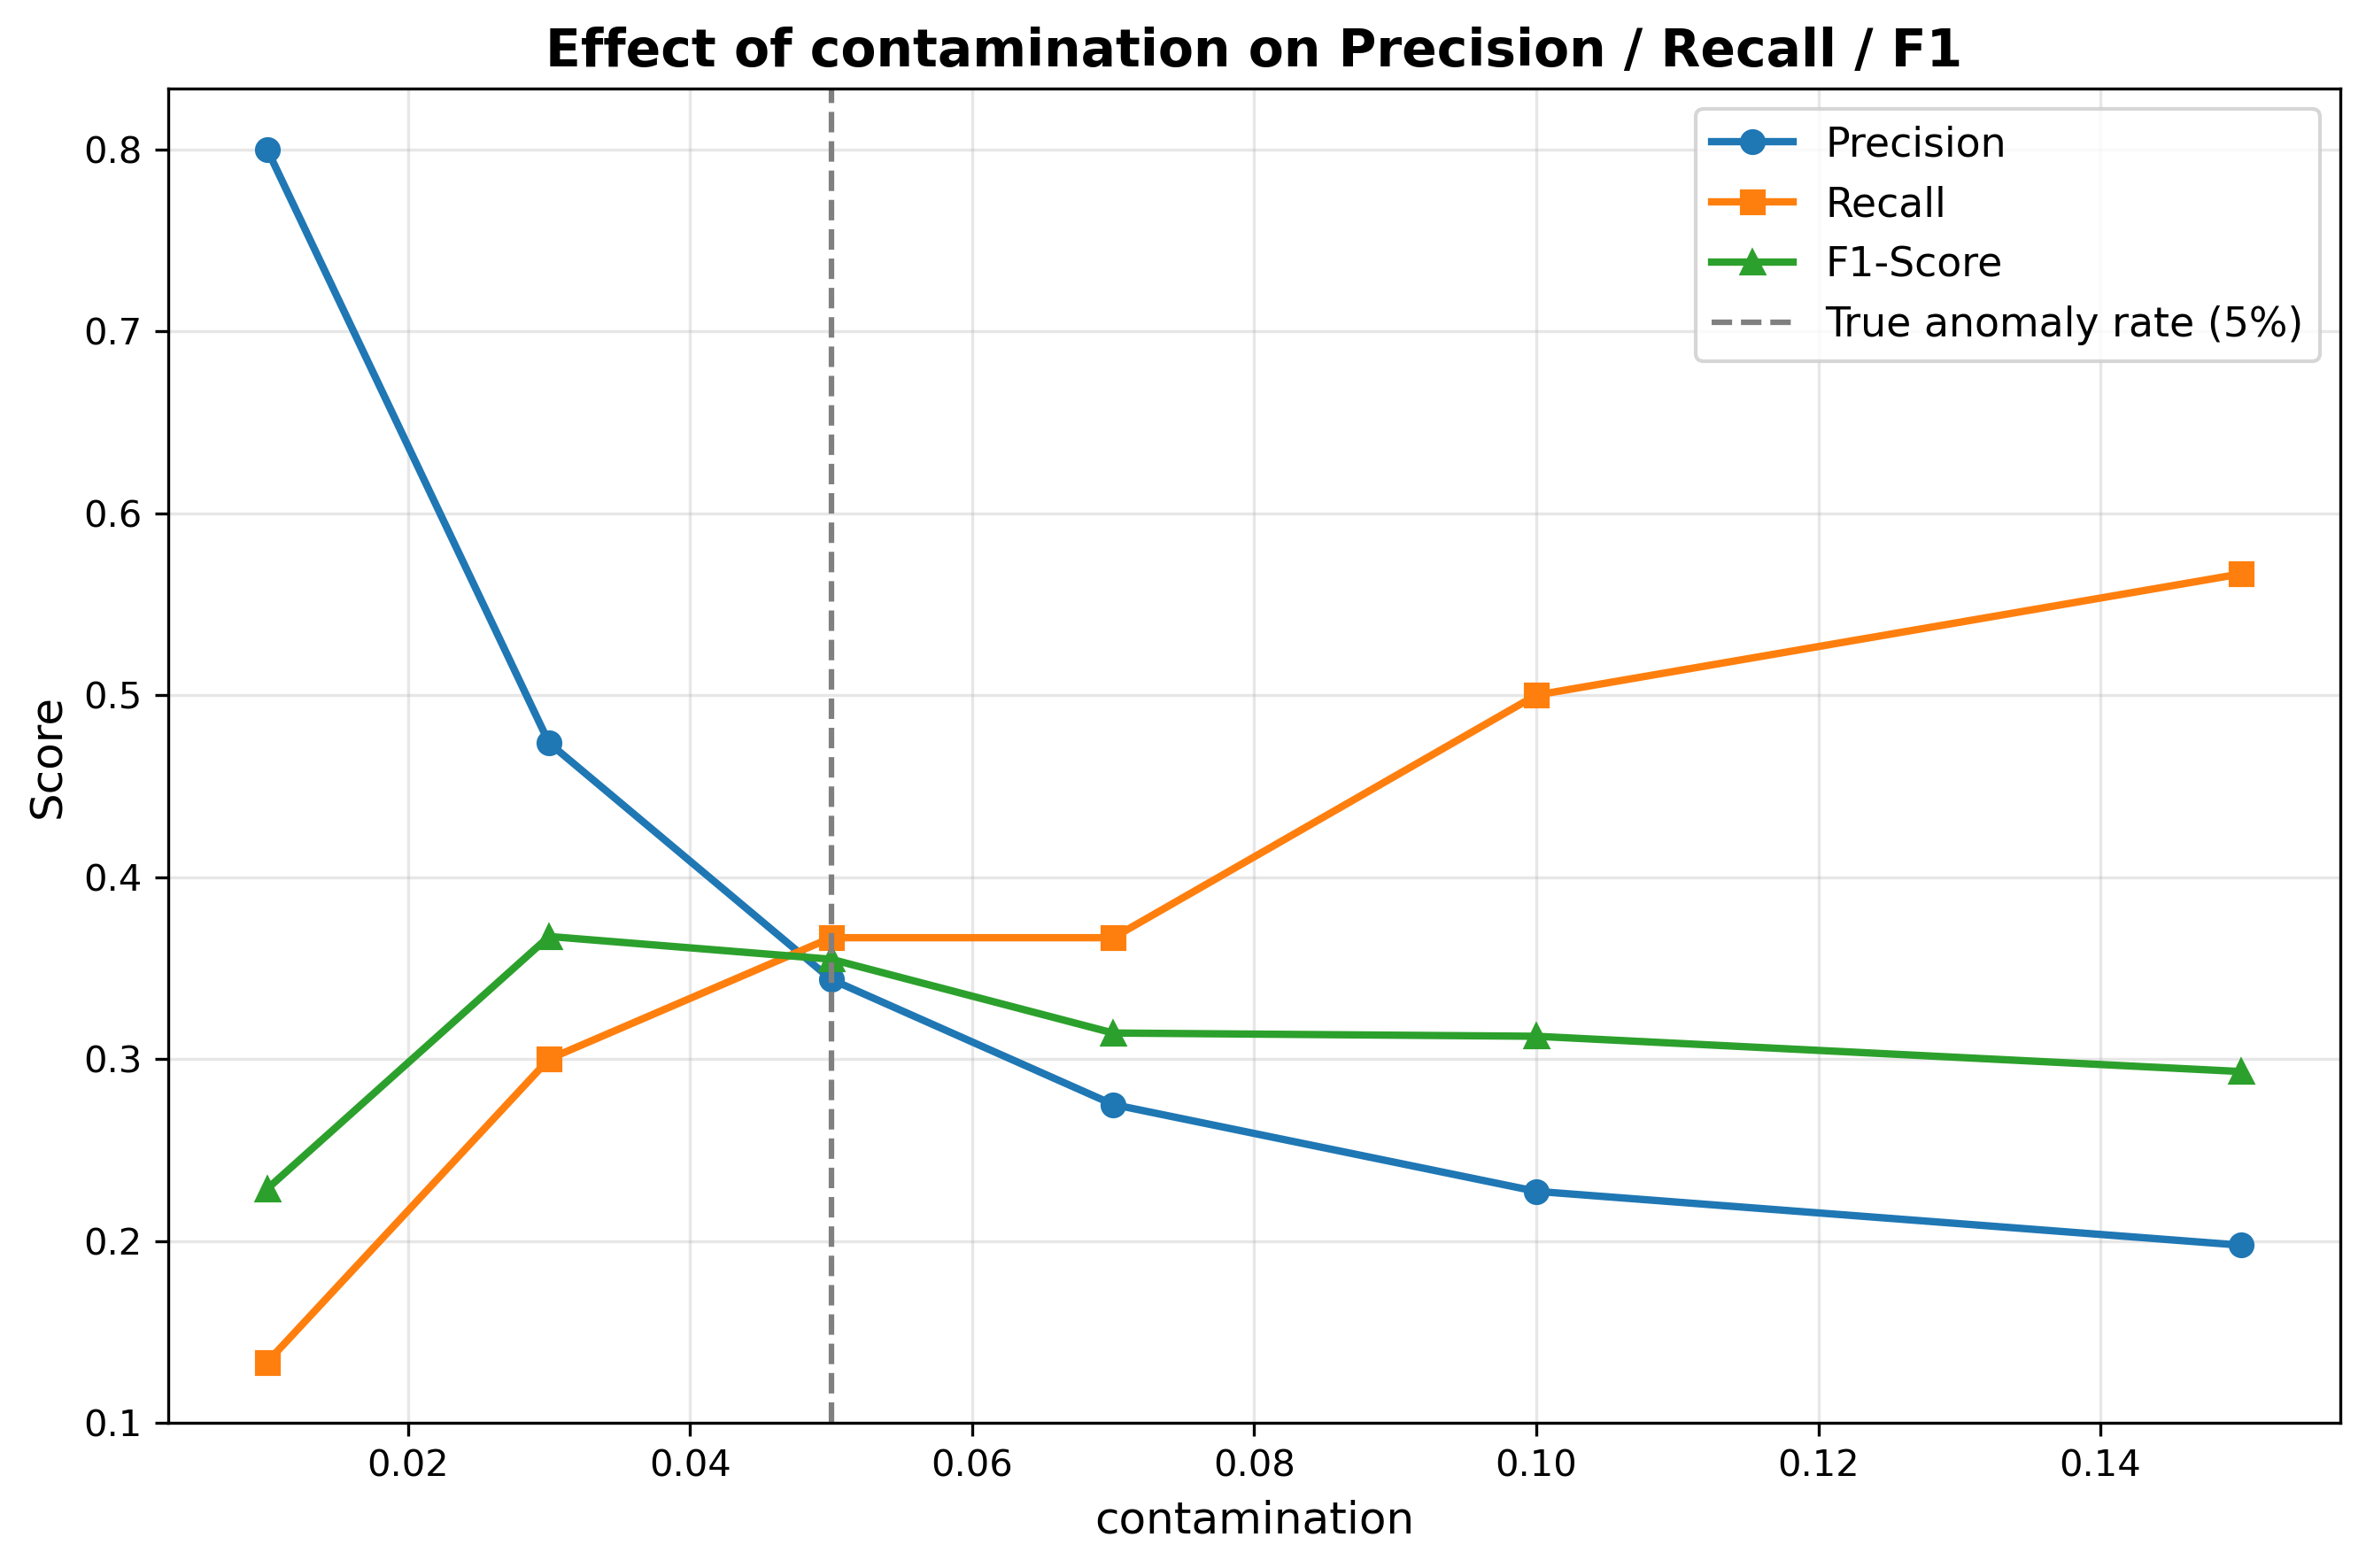 Effect of contamination on Precision / Recall / F1
Precision
Recall
F1-Score
True anomaly rate (5%)
Score
0.8
0.7
0.6
0.5
0.4
0.3
0.2
0.1
0.02
0.04
0.06
0.08
0.10
0.12
0.14
contamination